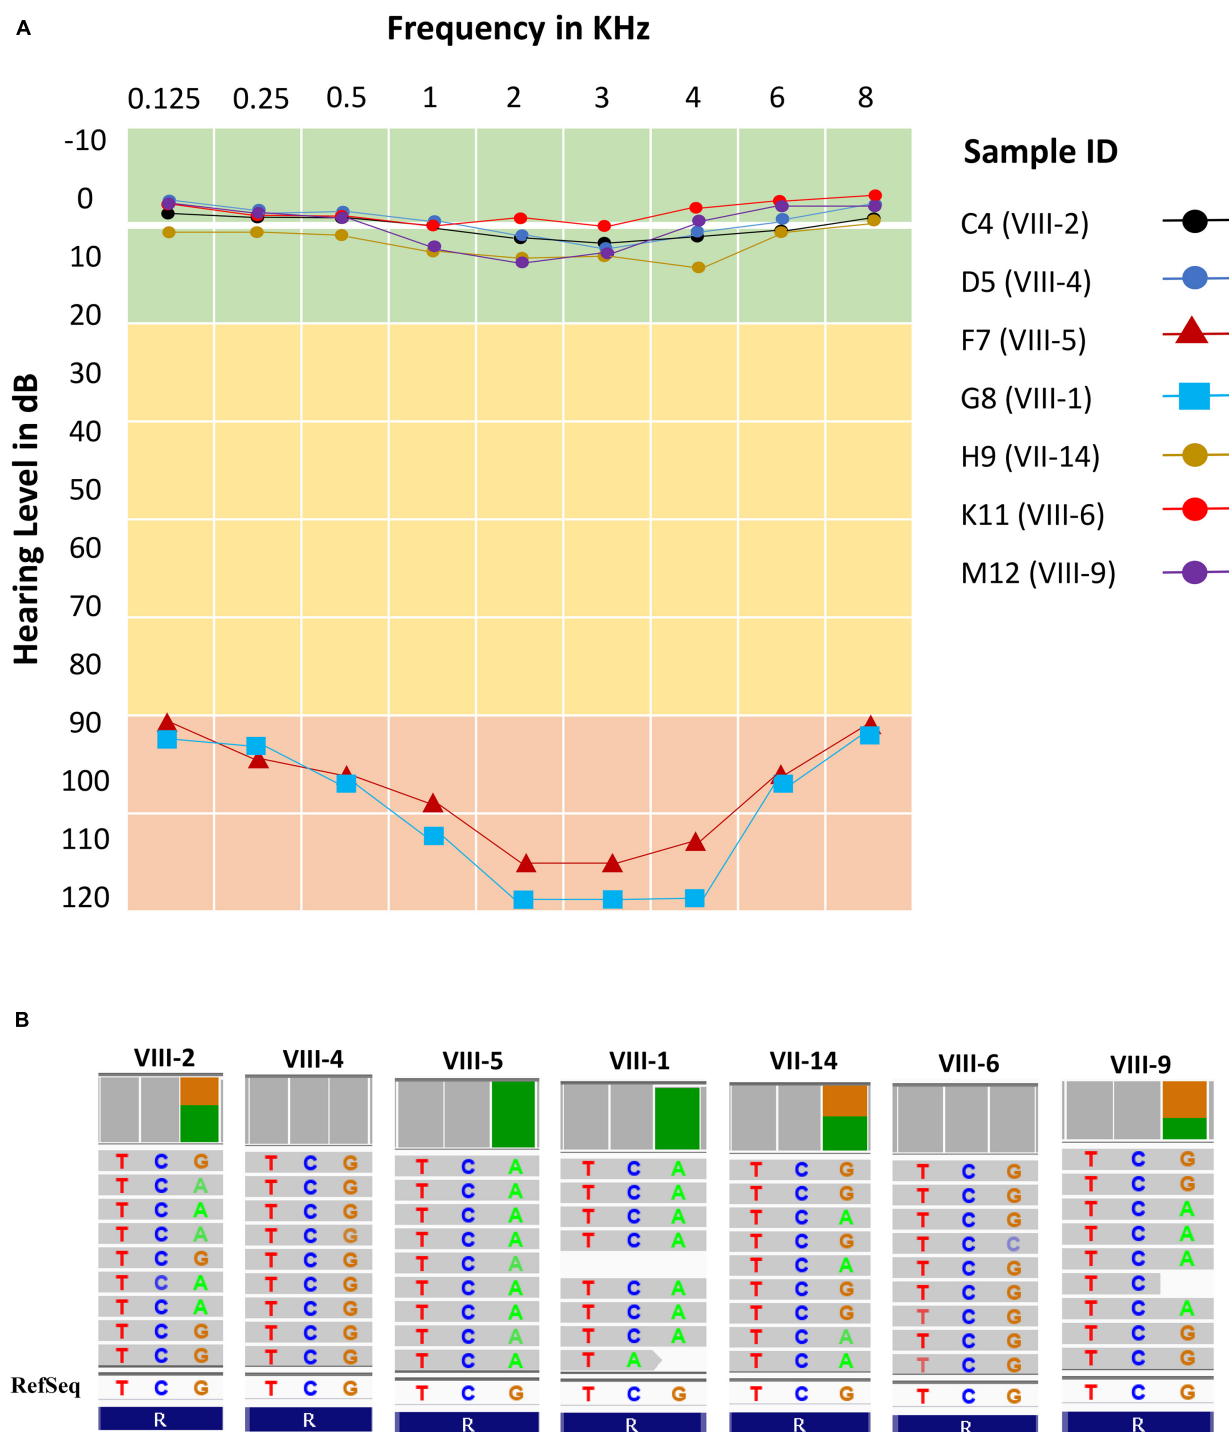 A
Frequency in KHz
0.125 0.25 0.5 1 2 3 4 6 8
Hearing Level in dB
-10
0
10
20
30
40
50
60
70
80
90
100
110
120
Sample ID
C4 (VIII-2)
D5 (VIII-4)
F7 (VIII-5)
G8 (VIII-1)
H9 (VII-14)
K11 (VIII-6)
M12 (VIII-9)
B
VIII-2 VIII-4 VIII-5 VIII-1 VII-14 VIII-6 VIII-9
T C G T C G T C A T C A T C G T C G T C G
T C A T C G T C A T C A T C G T C G T C G
T C A T C G T C A T C A T C A T C G T C A
T C A T C G T C A T C A T C G T C C T C A
T C G T C G T C A T C A T C G T C A
T C A T C G T C A T C A T C G T C G T C
T C A T C G T C A T C A T C G T C G T C A
T C G T C G T C A T C A T C A T C G T C G
T C G T C G T C A T A T C A T C G T C G
RefSeq T C G T C G T C G T C G T C G T C G T C G
R R R R R R R